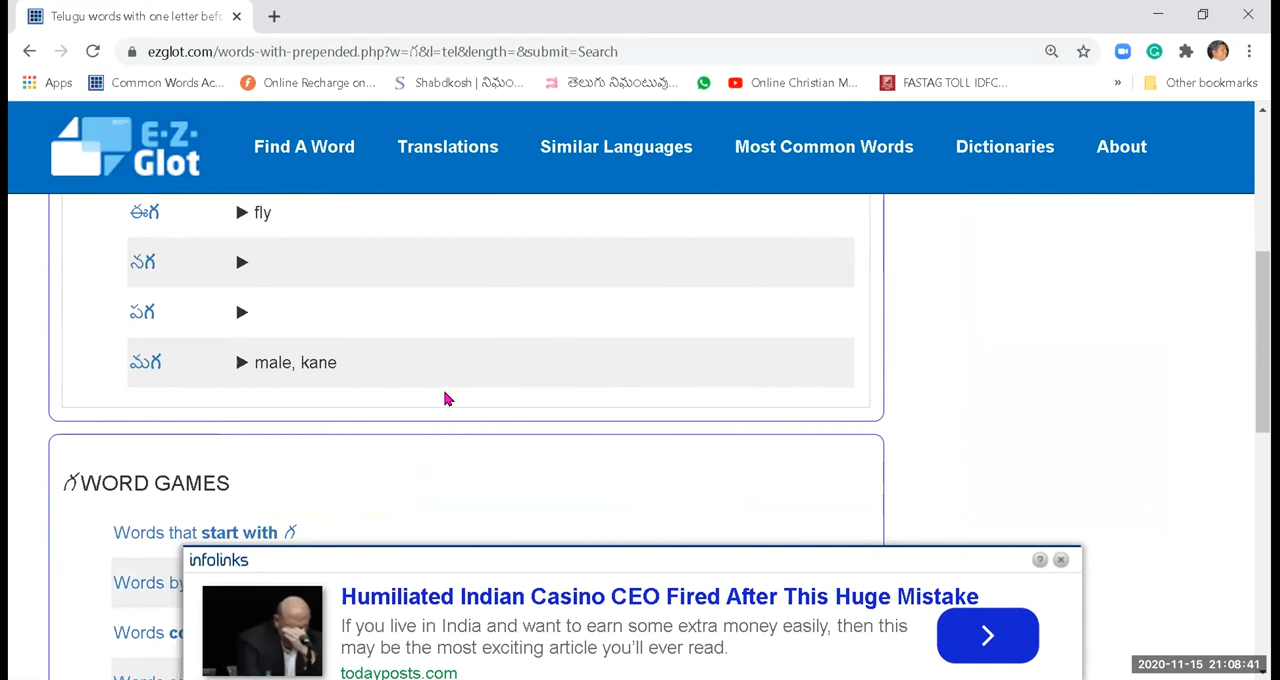 Telugu words with one letter befo
ezglot.com/words-with-prepended.php?w=గ&l=tel&length=&submit=Search
Apps
Common Words Ac...
Online Recharge on...
Shabdkosh | నిఘం...
తెలుగు నిఘంటువు...
Online Christian M...
FASTAG TOLL IDFC...
»
Other bookmarks
E·Z·
Glot
Find A Word
Translations
Similar Languages
Most Common Words
Dictionaries
About
ఈగ ▶ fly
నగ ▶
పగ ▶
మగ ▶ male, kane
గ WORD GAMES
Words that start with గ
Words by
Words co
infolinks
Humiliated Indian Casino CEO Fired After This Huge Mistake
If you live in India and want to earn some extra money easily, then this
may be the most exciting article you'll ever read.
todayposts.com
2020-11-15 21:08:41